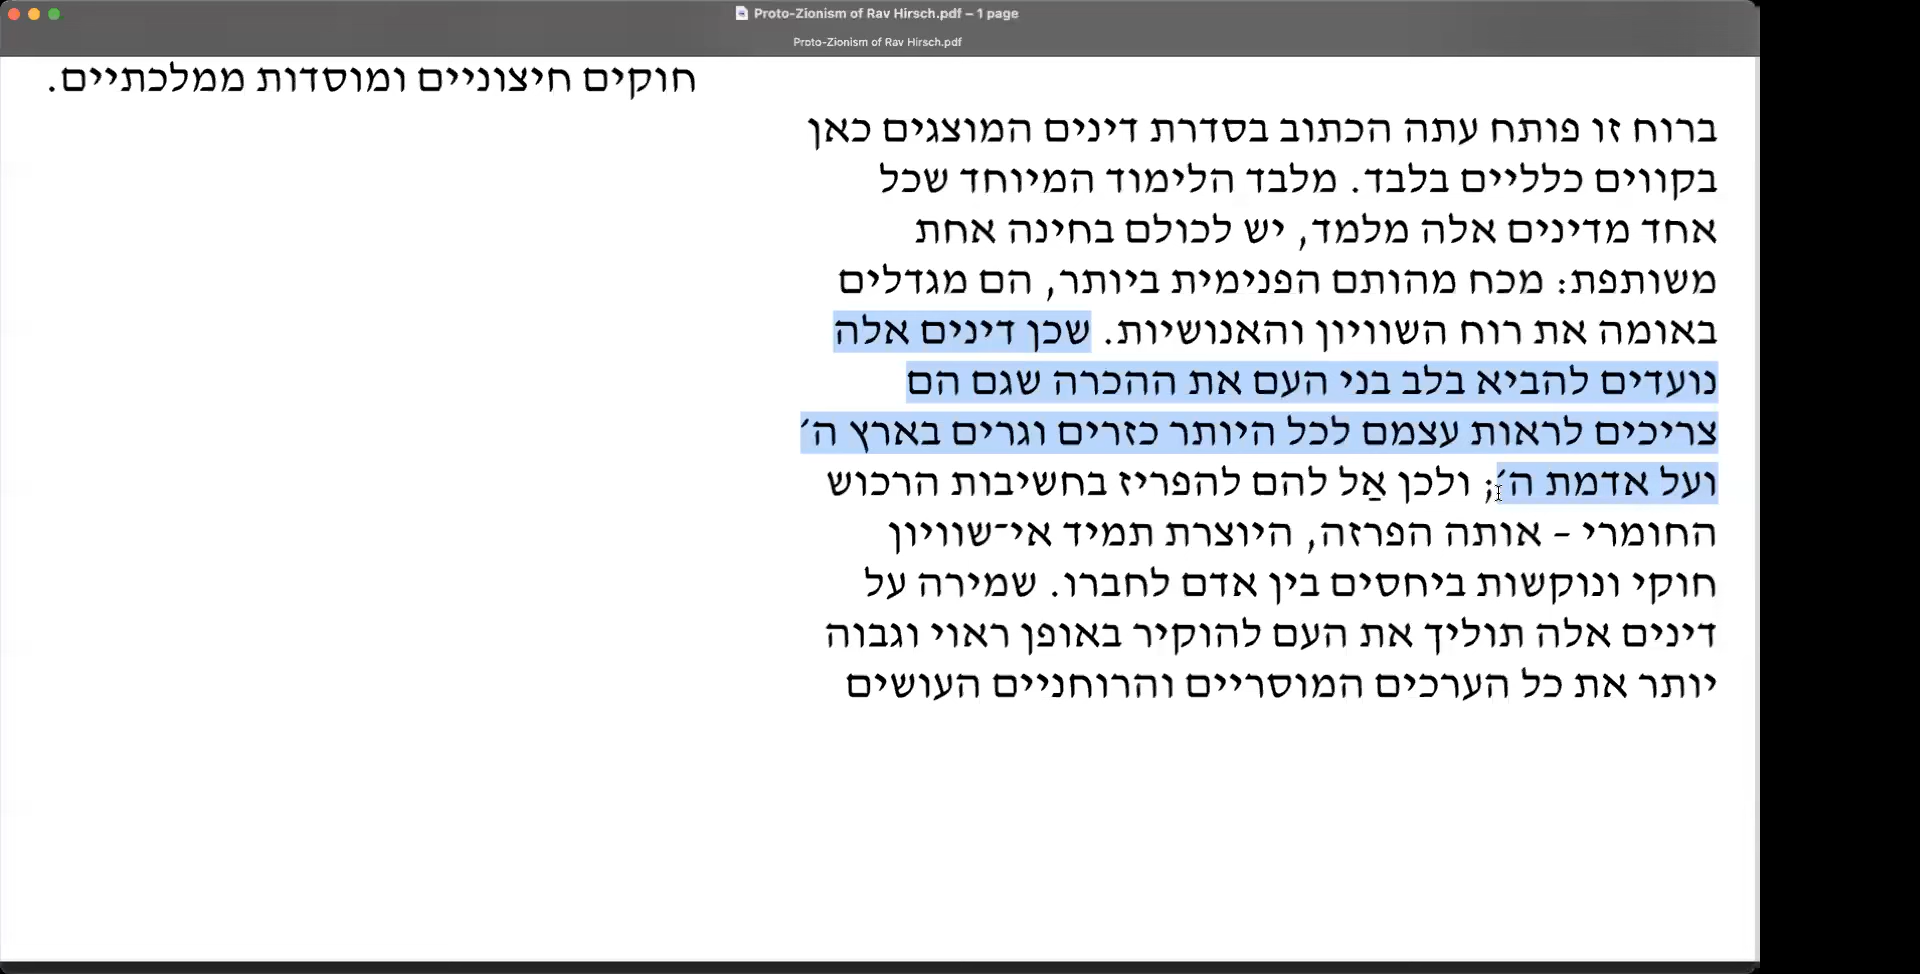 Proto-Zionism of Rav Hirsch.pdf – 1 page
Proto-Zionism of Rav Hirsch.pdf
ברוח זו פותח עתה הכתוב בסדרת דינים המוצגים כאן
בקווים כלליים בלבד. מלבד הלימוד המיוחד שכל
אחד מדינים אלה מלמד, יש לכולם בחינה אחת
משותפת: מכח מהותם הפנימית ביותר, הם מגדלים
באומה את רוח השוויון והאנושיות. שכן דינים אלה
נועדים להביא בלב בני העם את ההכרה שגם הם
צריכים לראות עצמם לכל היותר כזרים וגרים בארץ ה׳
ועל אדמת ה׳; ולכן אַל להם להפריז בחשיבות הרכוש
החומרי – אותה הפרזה, היוצרת תמיד אי־שוויון
חוקי ונוקשות ביחסים בין אדם לחברו. שמירה על
דינים אלה תוליך את העם להוקיר באופן ראוי וגבוה
יותר את כל הערכים המוסריים והרוחניים העושים
חוקים חיצוניים ומוסדות ממלכתיים.